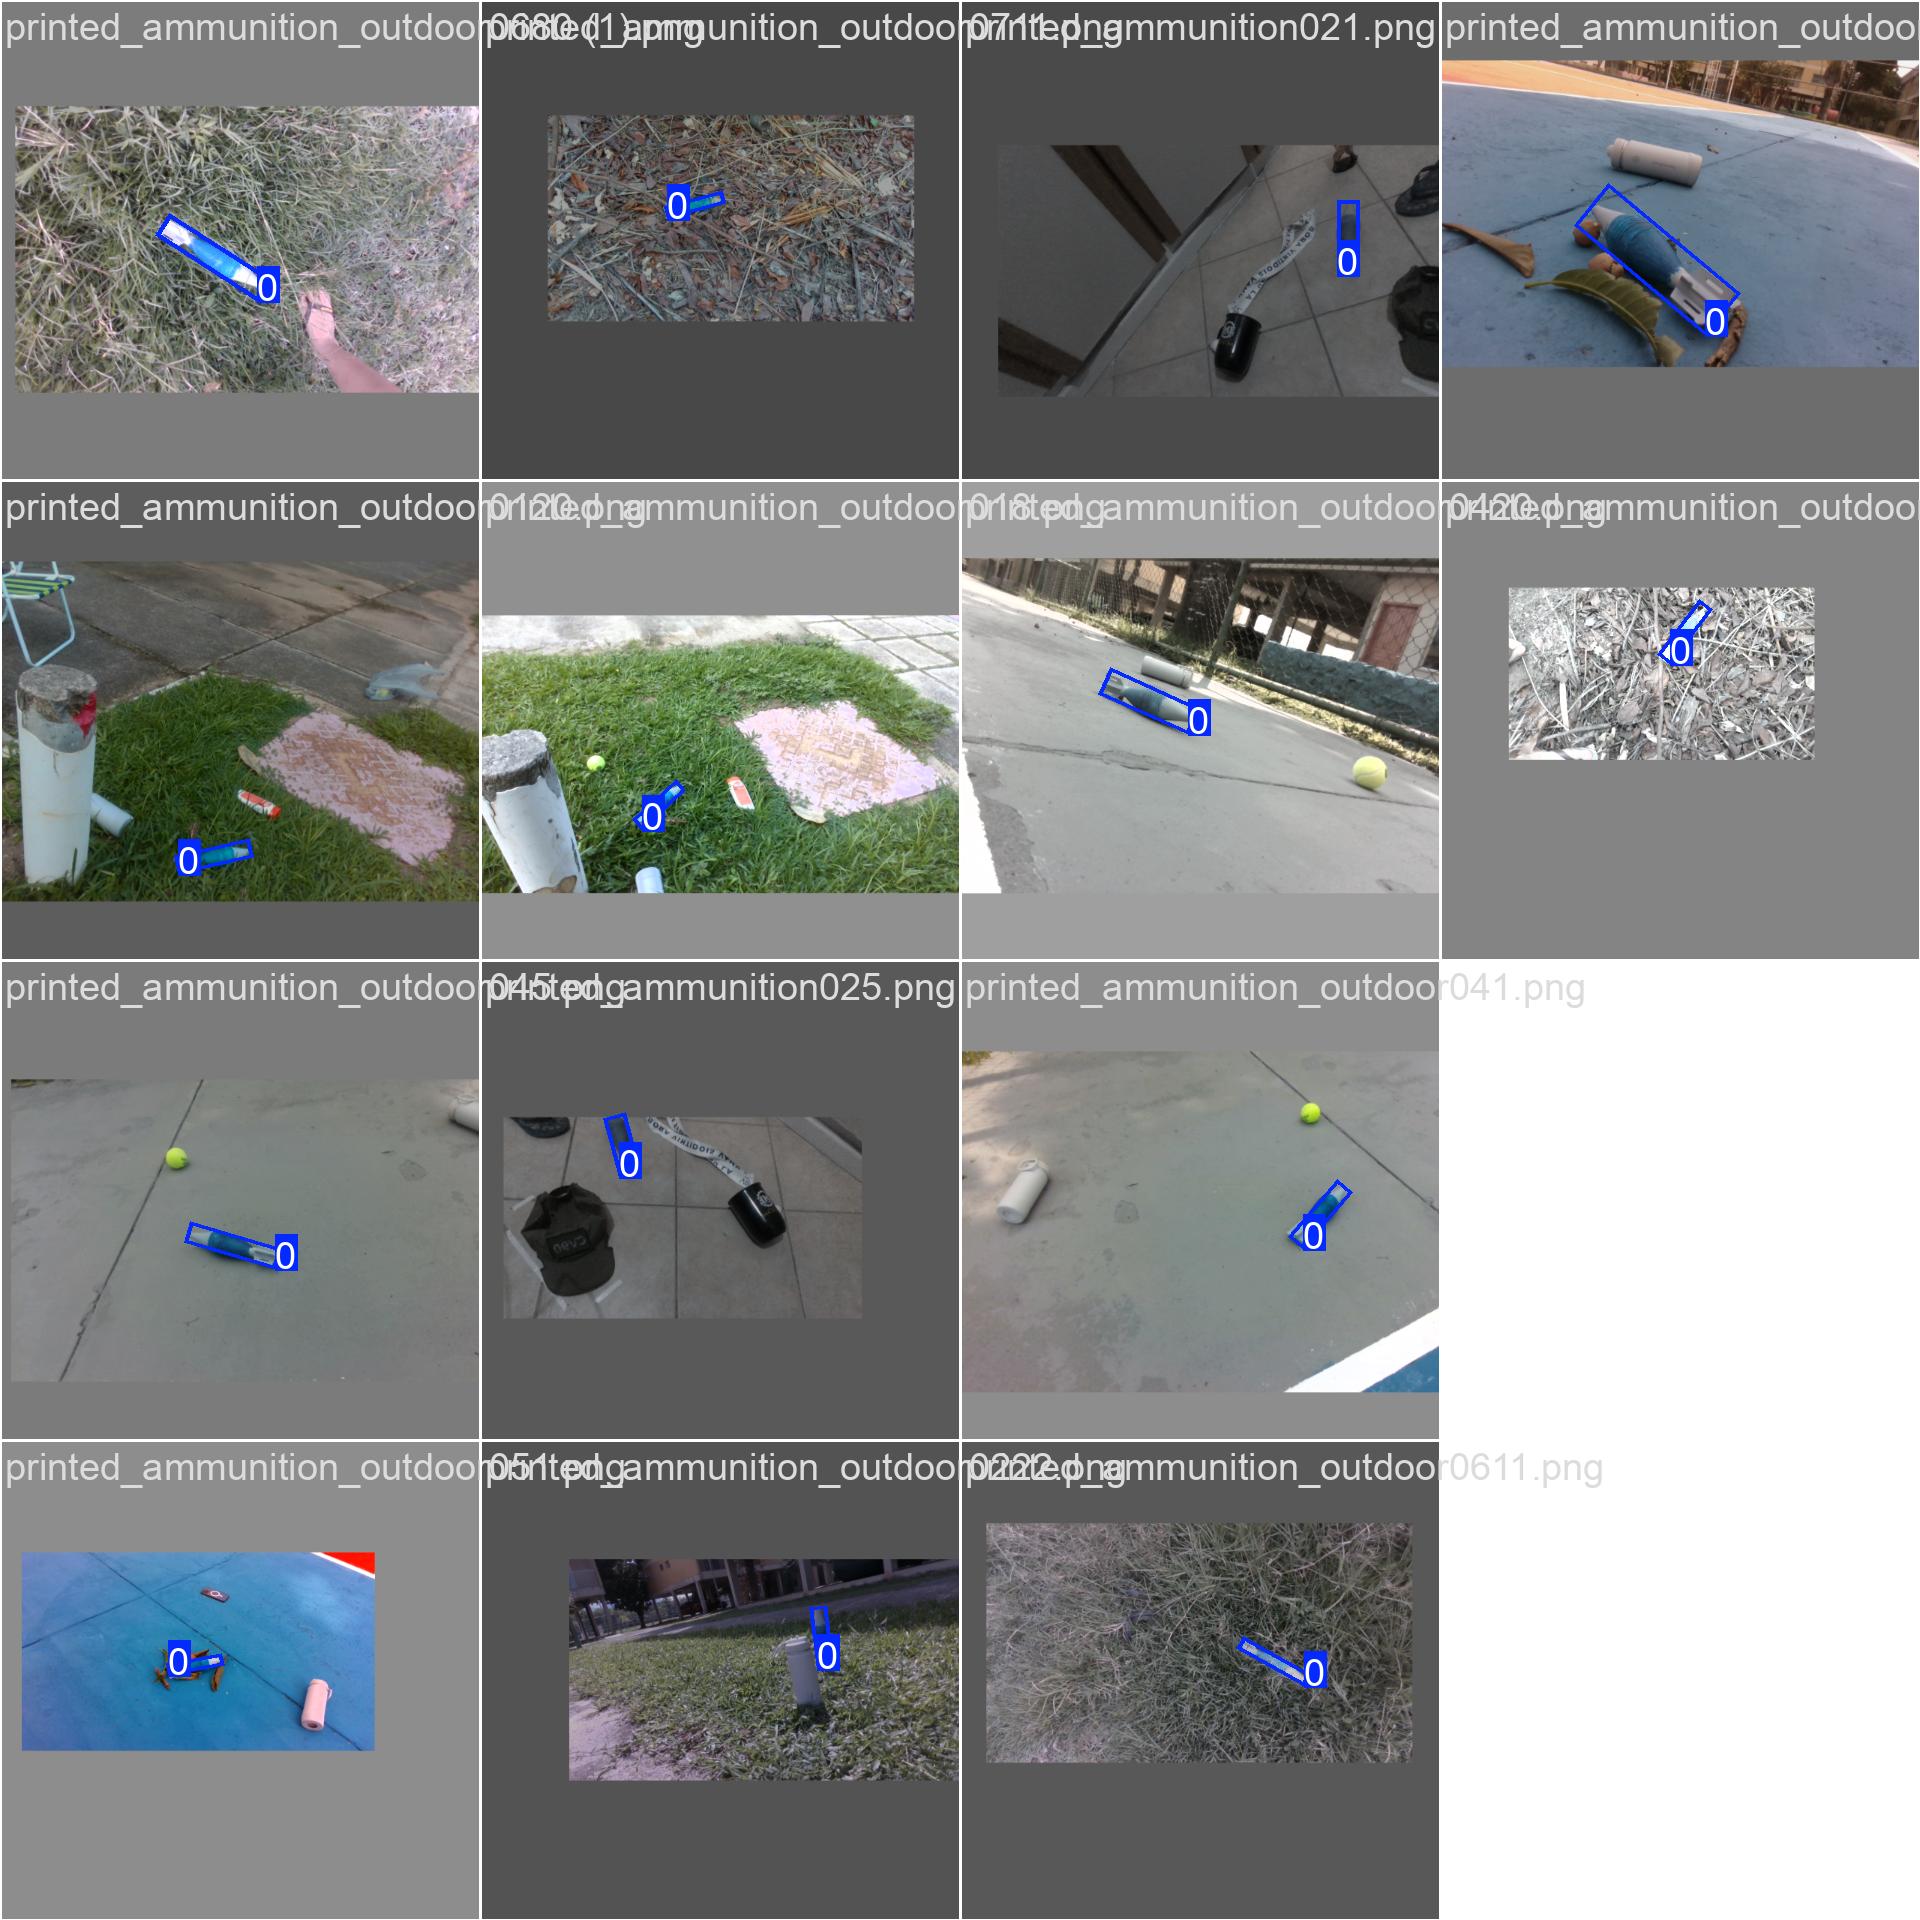 printed_ammunition_outdoor0680 (1).png
printed_ammunition_outdoor0711.png
printed_ammunition021.png
printed_ammunition_outdoo
0
0
0
0
printed_ammunition_outdoor0120.png
printed_ammunition_outdoor018.png
printed_ammunition_outdoor0420.png
printed_ammunition_outdoo
0
0
0
0
printed_ammunition_outdoor045.png
printed_ammunition025.png
printed_ammunition_outdoor041.png
0
0
0
printed_ammunition_outdoor051.png
printed_ammunition_outdoor0222.png
printed_ammunition_outdoor0611.png
0
0
0